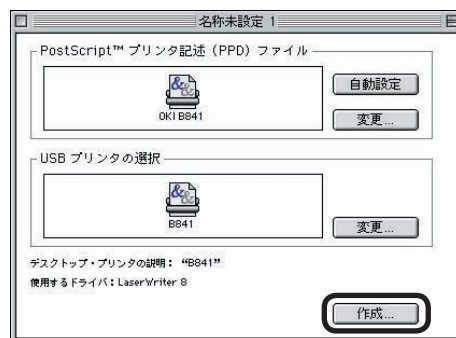 名称未設定 1
PostScript™ プリンタ記述（PPD）ファイル
OKI B841
自動設定
変更...
USB プリンタの選択
B841
変更...
デスクトップ・プリンタの説明： “B841”
使用するドライバ：LaserWriter 8
作成...